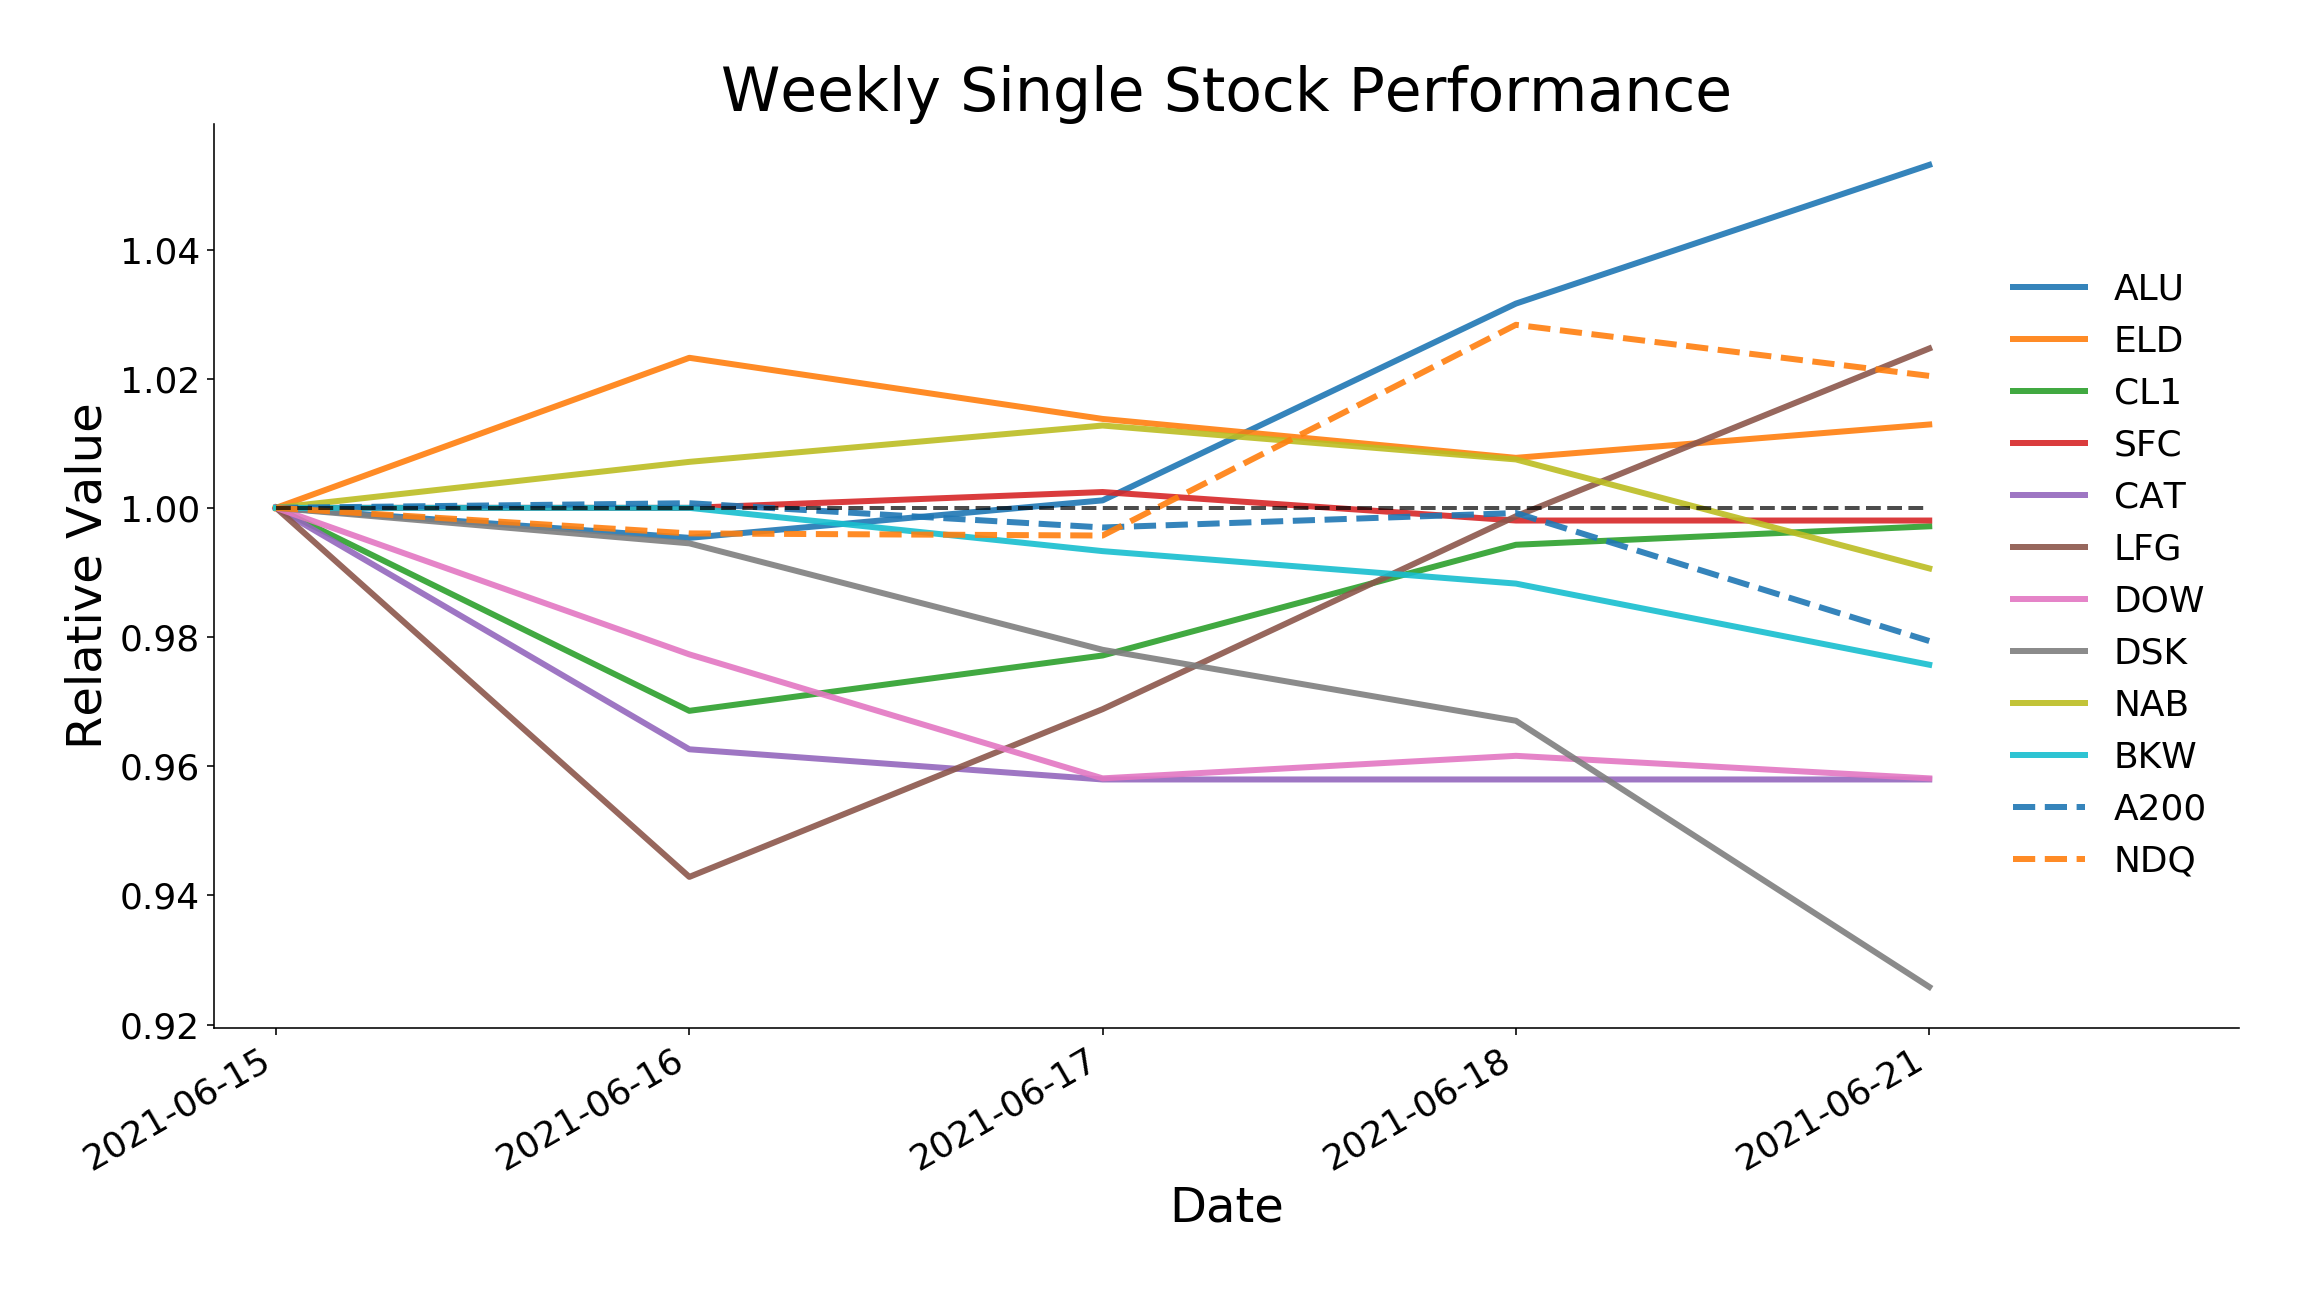 Weekly Single Stock Performance
Relative Value
1.04
1.02
1.00
0.98
0.96
0.94
0.92
2021-06-15
2021-06-16
2021-06-17
2021-06-18
2021-06-21
Date
ALU
ELD
CL1
SFC
CAT
LFG
DOW
DSK
NAB
BKW
A200
NDQ